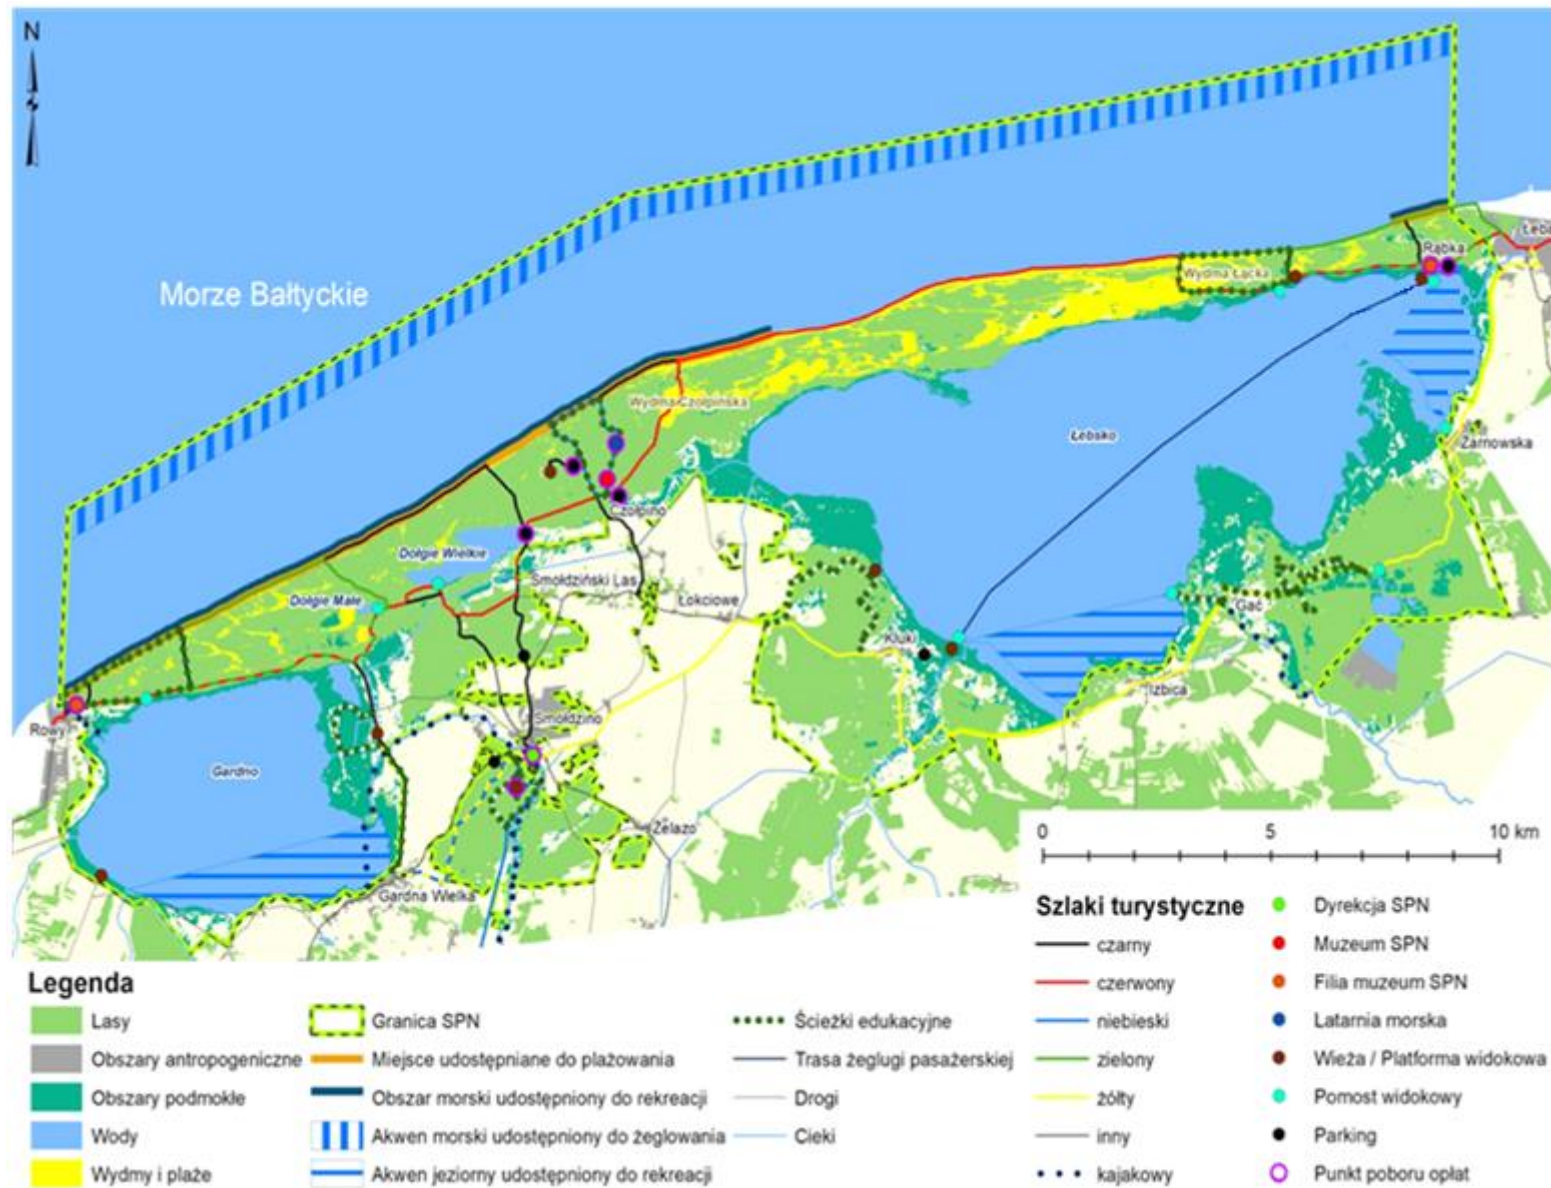 N
Morze Bałtyckie
Łeba
Rąbka
Wydma Łącka
Wydma Czołpińska
Łebsko
Żarnowska
Czołpino
Dołgie Wielkie
Smołdziński Las
Dołgie Małe
Łokciowe
Gać
Kluki
Izbica
Rowy
Smołdzino
Gardno
Żelazo
Gardna Wielka
0 5 10 km
Szlaki turystyczne
czarny
czerwony
niebieski
zielony
żółty
inny
kajakowy
Dyrekcja SPN
Muzeum SPN
Filia muzeum SPN
Latarnia morska
Wieża / Platforma widokowa
Pomost widokowy
Parking
Punkt poboru opłat
Legenda
Lasy
Obszary antropogeniczne
Obszary podmokłe
Wody
Wydmy i plaże
Granica SPN
Miejsce udostępniane do plażowania
Obszar morski udostępniony do rekreacji
Akwen morski udostępniony do żeglowania
Akwen jeziorny udostępniony do rekreacji
Ścieżki edukacyjne
Trasa żeglugi pasażerskiej
Drogi
Cieki